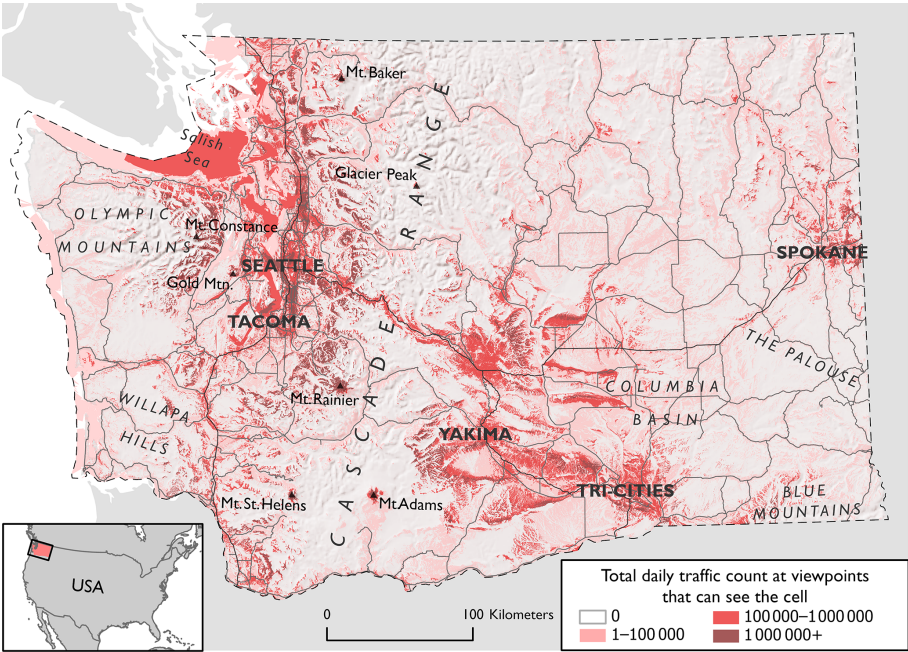 Mt. Baker
Salish
Sea
Glacier Peak
OLYMPIC
MOUNTAINS
Mt. Constance
Gold Mtn.
SEATTLE
TACOMA
SPOKANE
CASCADE RANGE
THE PALOUSE
Mt. Rainier
WILLAPA
HILLS
COLUMBIA
BASIN
YAKIMA
TRI-CITIES
Mt. St. Helens
Mt. Adams
BLUE
MOUNTAINS
USA
0 100 Kilometers
Total daily traffic count at viewpoints
that can see the cell
0 100 000–1000 000
1–100 000 1 000 000+